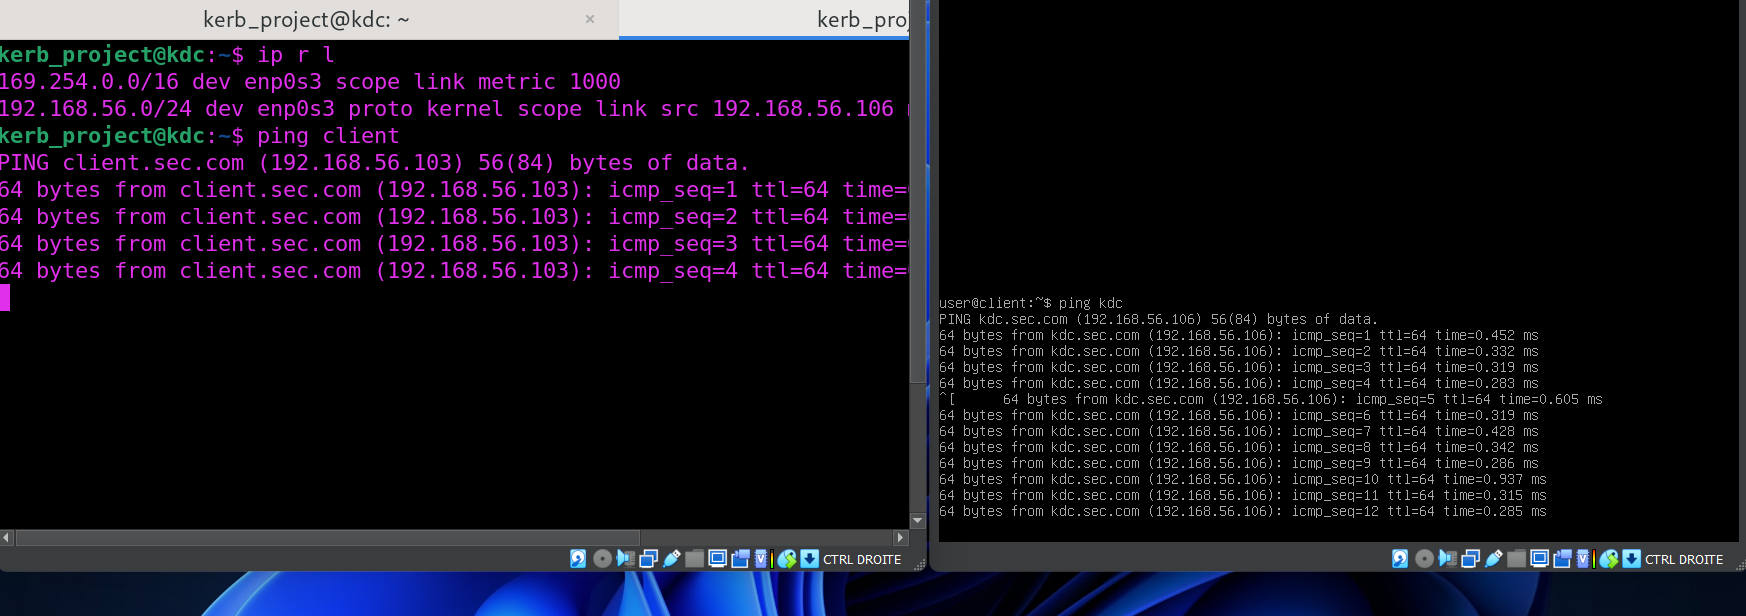 kerb_project@kdc: ~ ×
kerb_proj
kerb_project@kdc:~$ ip r l
169.254.0.0/16 dev enp0s3 scope link metric 1000
192.168.56.0/24 dev enp0s3 proto kernel scope link src 192.168.56.106
kerb_project@kdc:~$ ping client
PING client.sec.com (192.168.56.103) 56(84) bytes of data.
64 bytes from client.sec.com (192.168.56.103): icmp_seq=1 ttl=64 time=
64 bytes from client.sec.com (192.168.56.103): icmp_seq=2 ttl=64 time=
64 bytes from client.sec.com (192.168.56.103): icmp_seq=3 ttl=64 time=
64 bytes from client.sec.com (192.168.56.103): icmp_seq=4 ttl=64 time=
CTRL DROITE
user@client:~$ ping kdc
PING kdc.sec.com (192.168.56.106) 56(84) bytes of data.
64 bytes from kdc.sec.com (192.168.56.106): icmp_seq=1 ttl=64 time=0.452 ms
64 bytes from kdc.sec.com (192.168.56.106): icmp_seq=2 ttl=64 time=0.332 ms
64 bytes from kdc.sec.com (192.168.56.106): icmp_seq=3 ttl=64 time=0.319 ms
64 bytes from kdc.sec.com (192.168.56.106): icmp_seq=4 ttl=64 time=0.283 ms
^[      64 bytes from kdc.sec.com (192.168.56.106): icmp_seq=5 ttl=64 time=0.605 ms
64 bytes from kdc.sec.com (192.168.56.106): icmp_seq=6 ttl=64 time=0.319 ms
64 bytes from kdc.sec.com (192.168.56.106): icmp_seq=7 ttl=64 time=0.428 ms
64 bytes from kdc.sec.com (192.168.56.106): icmp_seq=8 ttl=64 time=0.342 ms
64 bytes from kdc.sec.com (192.168.56.106): icmp_seq=9 ttl=64 time=0.286 ms
64 bytes from kdc.sec.com (192.168.56.106): icmp_seq=10 ttl=64 time=0.937 ms
64 bytes from kdc.sec.com (192.168.56.106): icmp_seq=11 ttl=64 time=0.315 ms
64 bytes from kdc.sec.com (192.168.56.106): icmp_seq=12 ttl=64 time=0.285 ms
CTRL DROITE